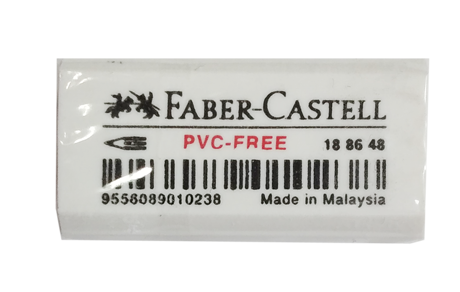 FABER-CASTELL
PVC-FREE 18 86 48
9556089010238 Made in Malaysia